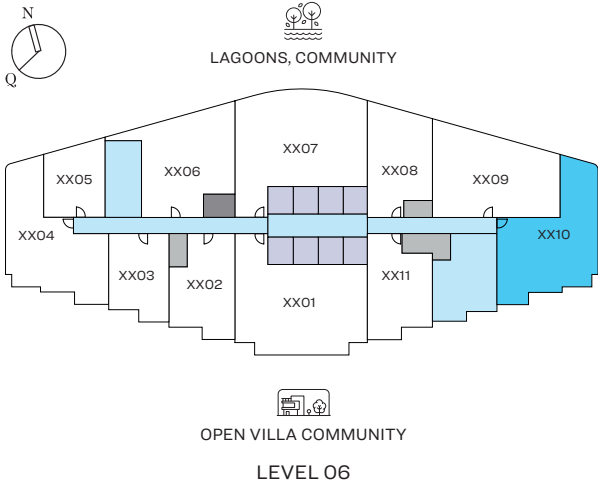 N
Q
LAGOONS, COMMUNITY
XX07
XX06
XX08
XX05
XX09
XX04
XX10
XX03
XX11
XX02
XX01
OPEN VILLA COMMUNITY
LEVEL 06